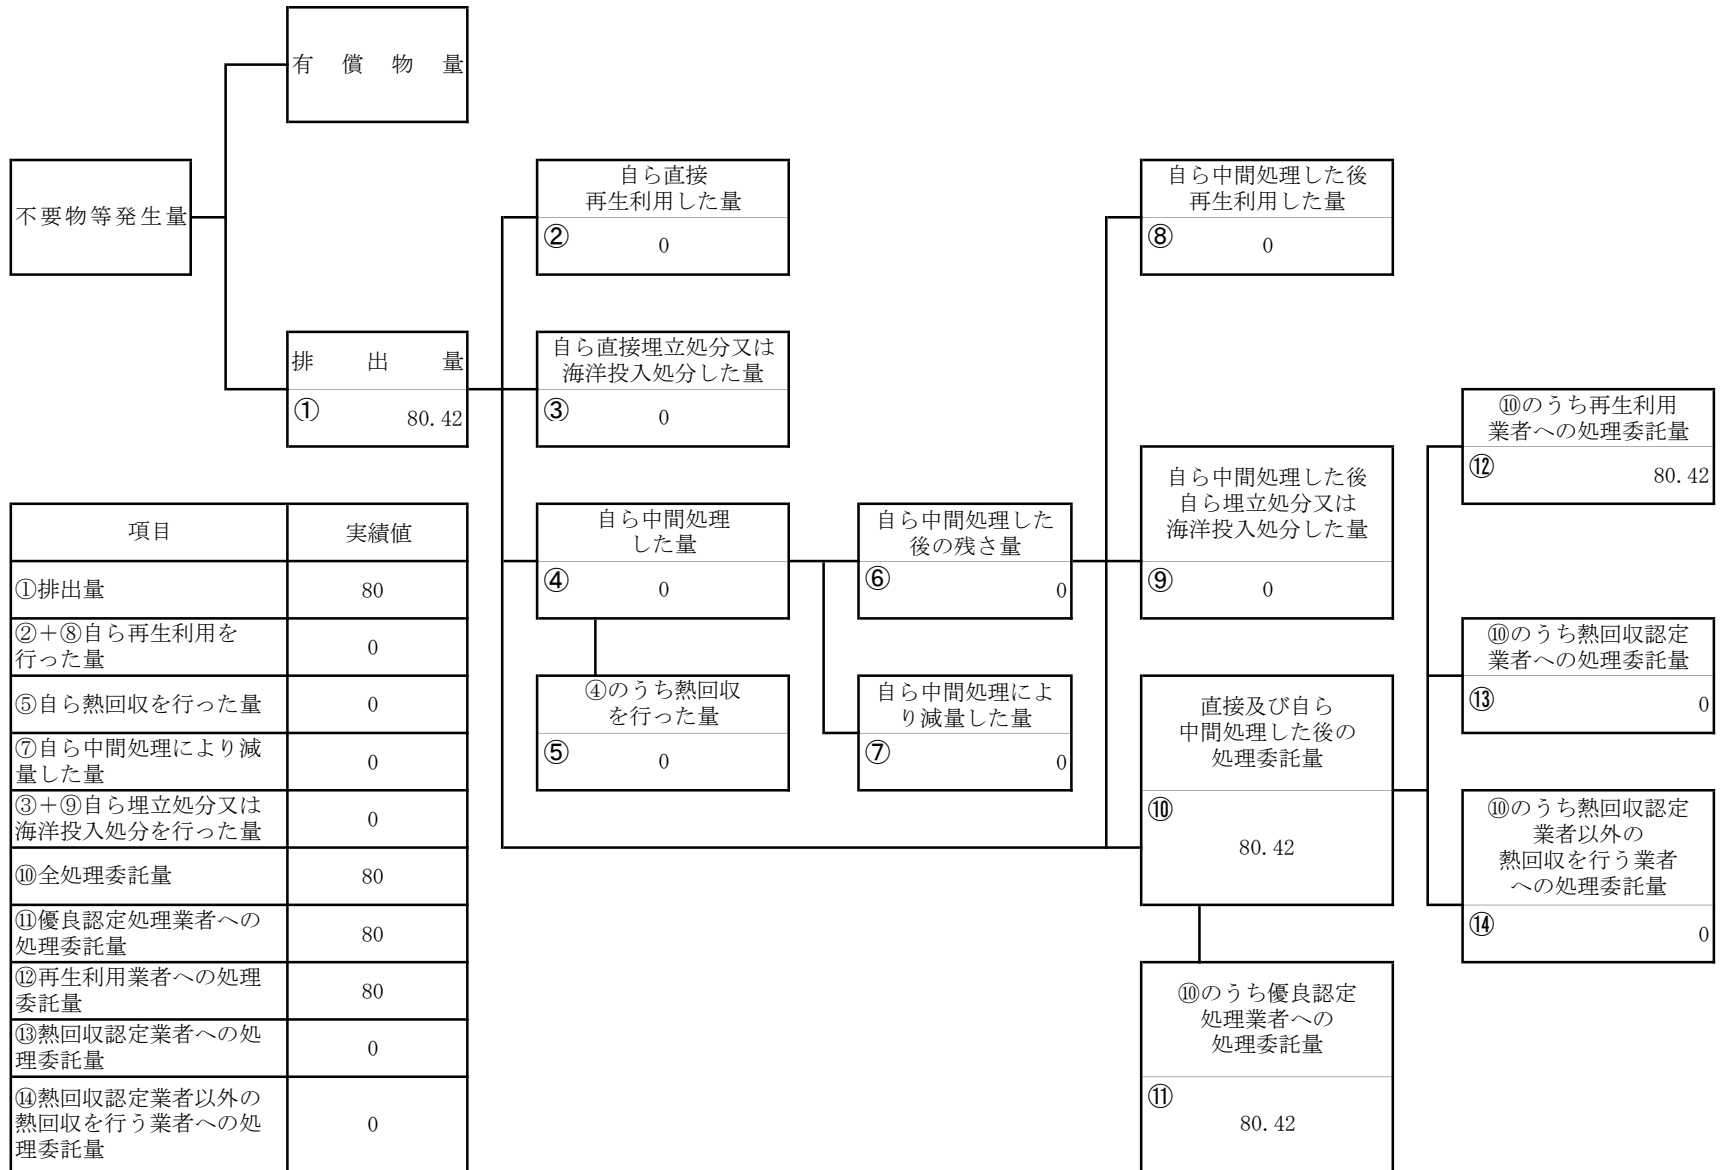 有償物量
不要物等発生量
排出量
①
80.42
自ら直接
再生利用した量
②
0
自ら直接埋立処分又は
海洋投入処分した量
③
0
自ら中間処理
した量
④
0
④のうち熱回収
を行った量
⑤
0
自ら中間処理した
後の残さ量
⑥
0
自ら中間処理によ
り減量した量
⑦
0
自ら中間処理した後
再生利用した量
⑧
0
自ら中間処理した後
自ら埋立処分又は
海洋投入処分した量
⑨
0
直接及び自ら
中間処理した後の
処理委託量
⑩
80.42
⑩のうち優良認定
処理業者への
処理委託量
⑪
80.42
⑩のうち再生利用
業者への処理委託量
⑫
80.42
⑩のうち熱回収認定
業者への処理委託量
⑬
0
⑩のうち熱回収認定
業者以外の
熱回収を行う業者
への処理委託量
⑭
0
項目 実績値
①排出量 80
②+⑧自ら再生利用を
行った量 0
⑤自ら熱回収を行った量 0
⑦自ら中間処理により減
量した量 0
③+⑨自ら埋立処分又は
海洋投入処分を行った量 0
⑩全処理委託量 80
⑪優良認定処理業者への
処理委託量 80
⑫再生利用業者への処理
委託量 80
⑬熱回収認定業者への処
理委託量 0
⑭熱回収認定業者以外の
熱回収を行う業者への処
理委託量 0